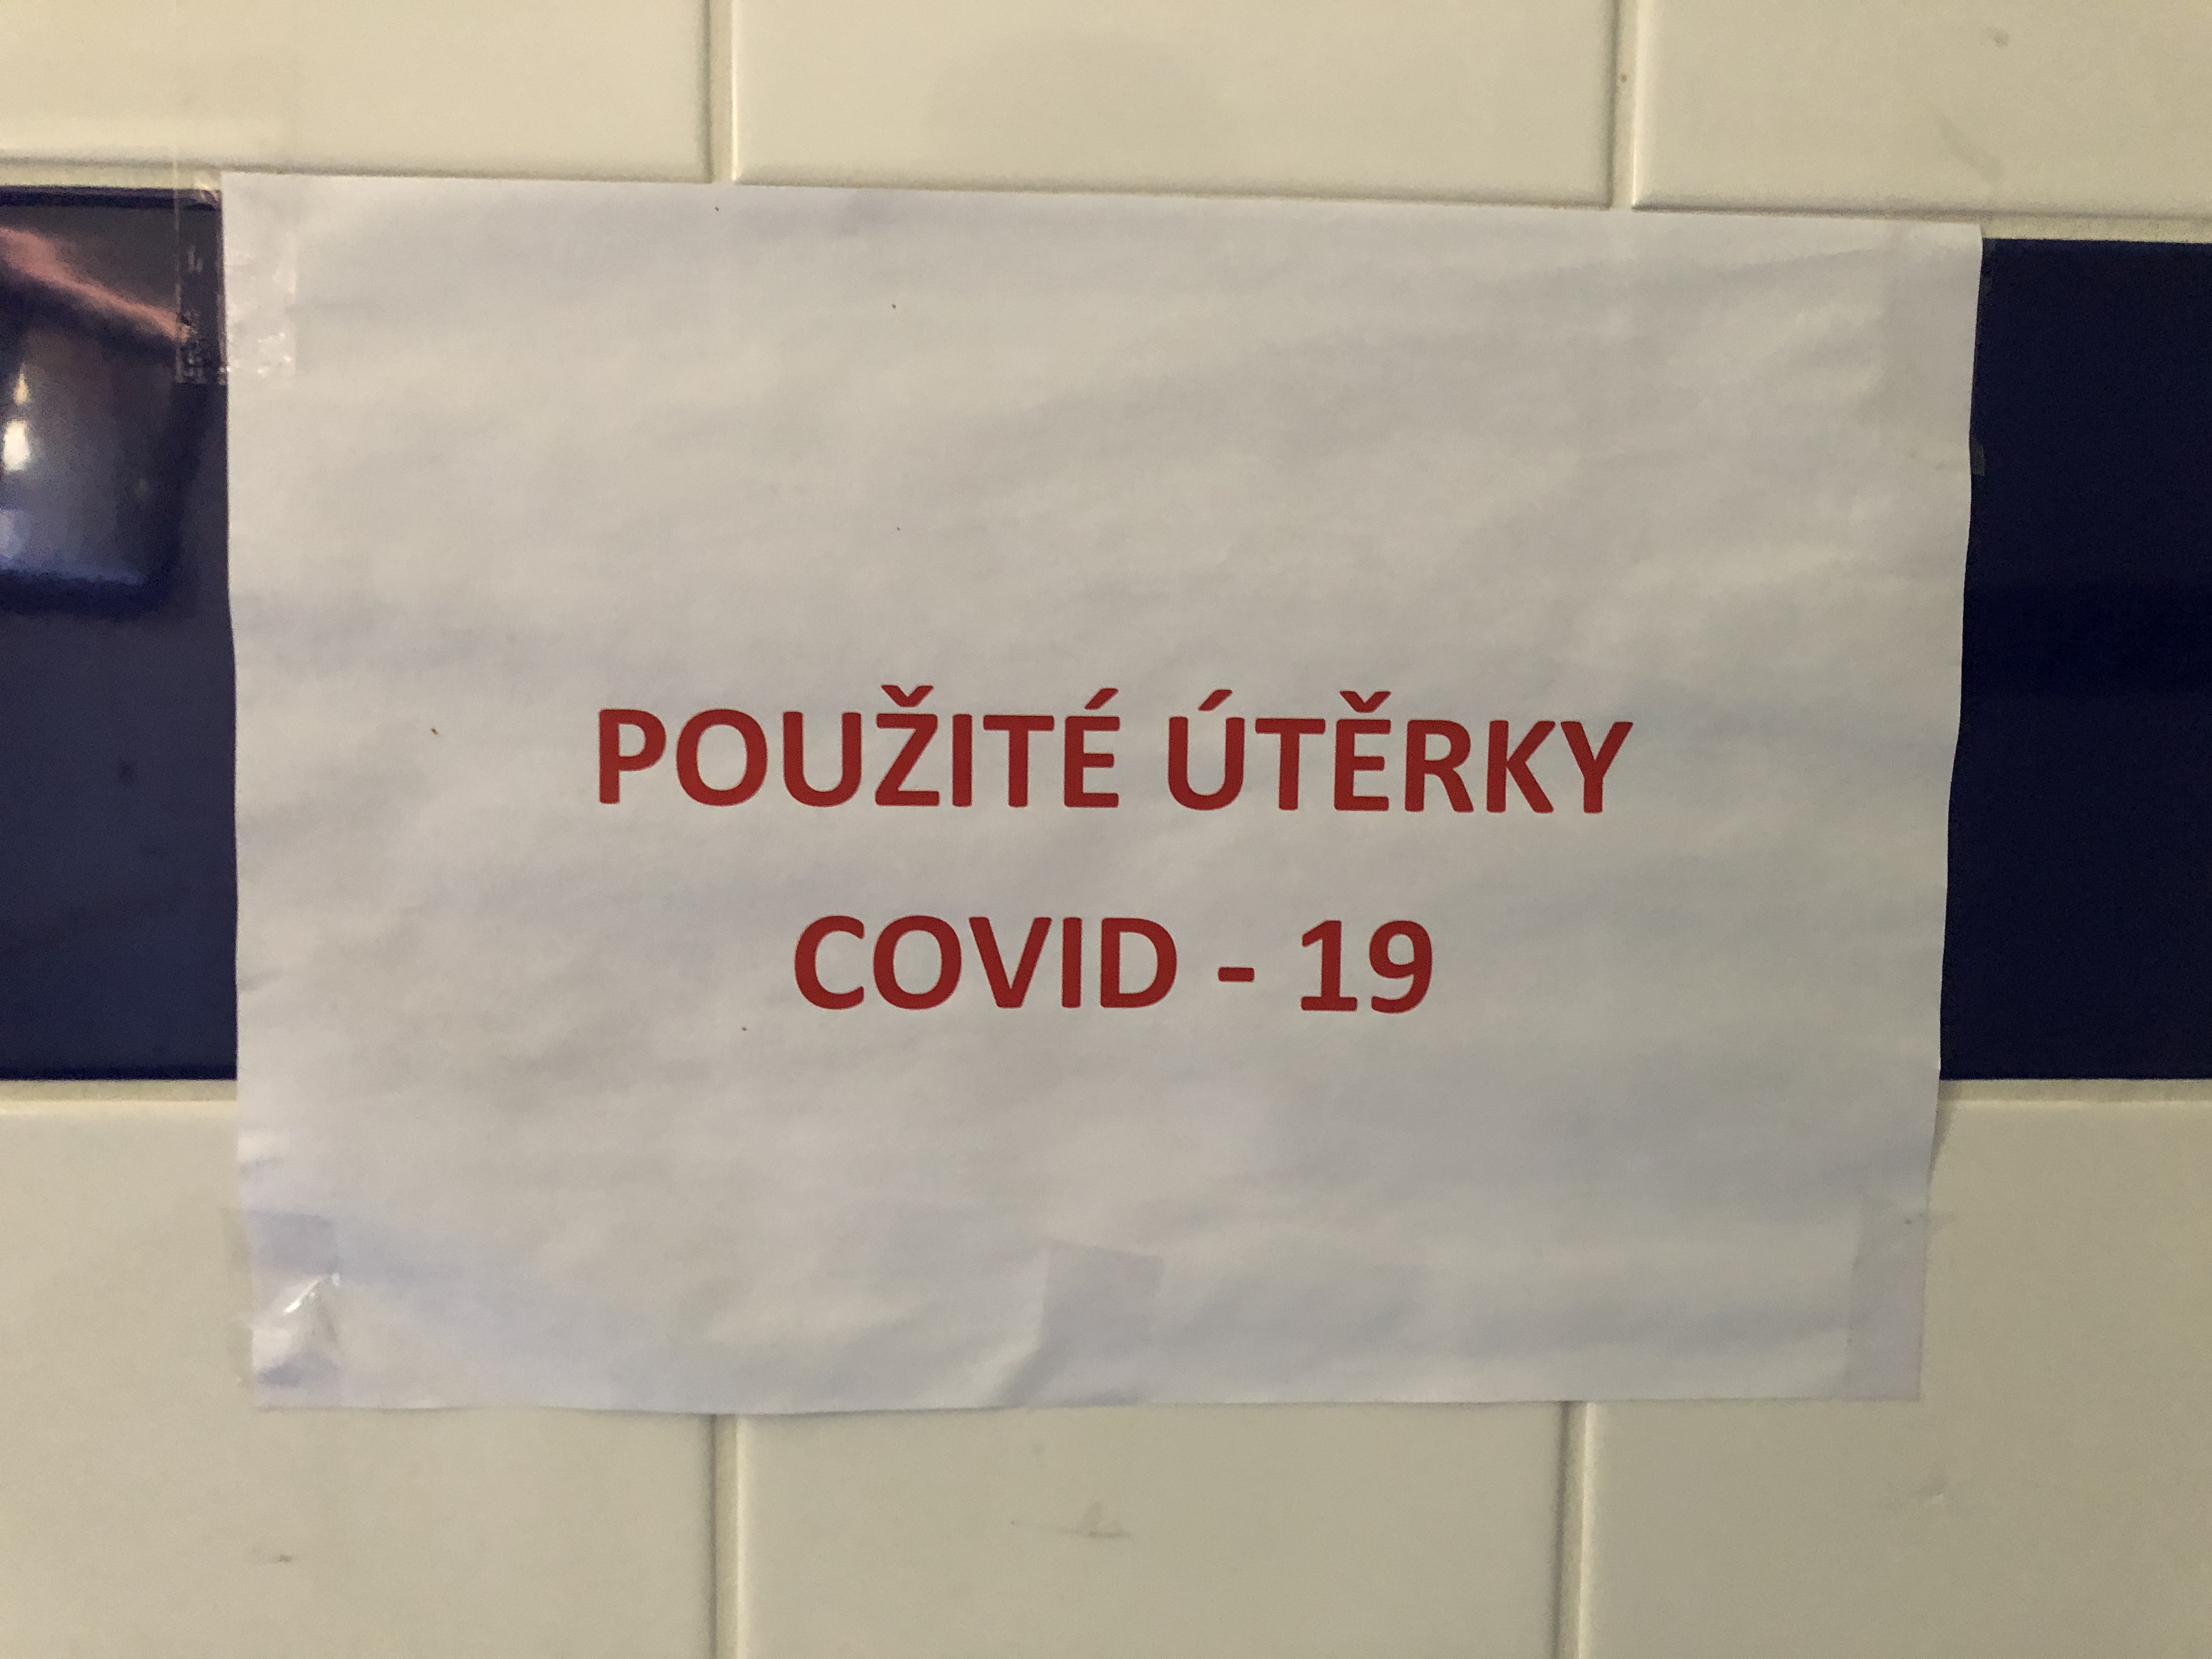 POUŽITÉ ÚTĚRKY
COVID - 19